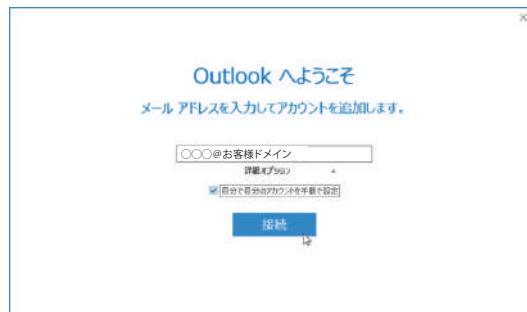 Outlook へようこそ
メール アドレスを入力してアカウントを追加します。
〇〇〇@お客様ドメイン
詳細オプション
自分で自分のアカウントを手動で設定
接続